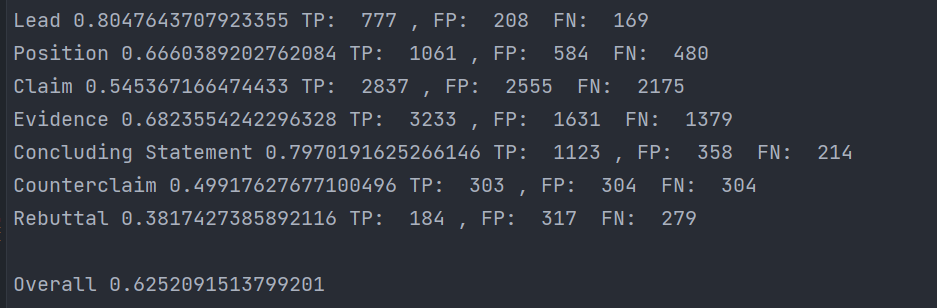 Lead 0.8047643707923355 TP:  777 , FP:  208  FN:  169
Position 0.6660389202762084 TP:  1061 , FP:  584  FN:  480
Claim 0.545367166474433 TP:  2837 , FP:  2555  FN:  2175
Evidence 0.6823554242296328 TP:  3233 , FP:  1631  FN:  1379
Concluding Statement 0.7970191625266146 TP:  1123 , FP:  358  FN:  214
Counterclaim 0.49917627677100496 TP:  303 , FP:  304  FN:  304
Rebuttal 0.3817427385892116 TP:  184 , FP:  317  FN:  279
Overall 0.6252091513799201